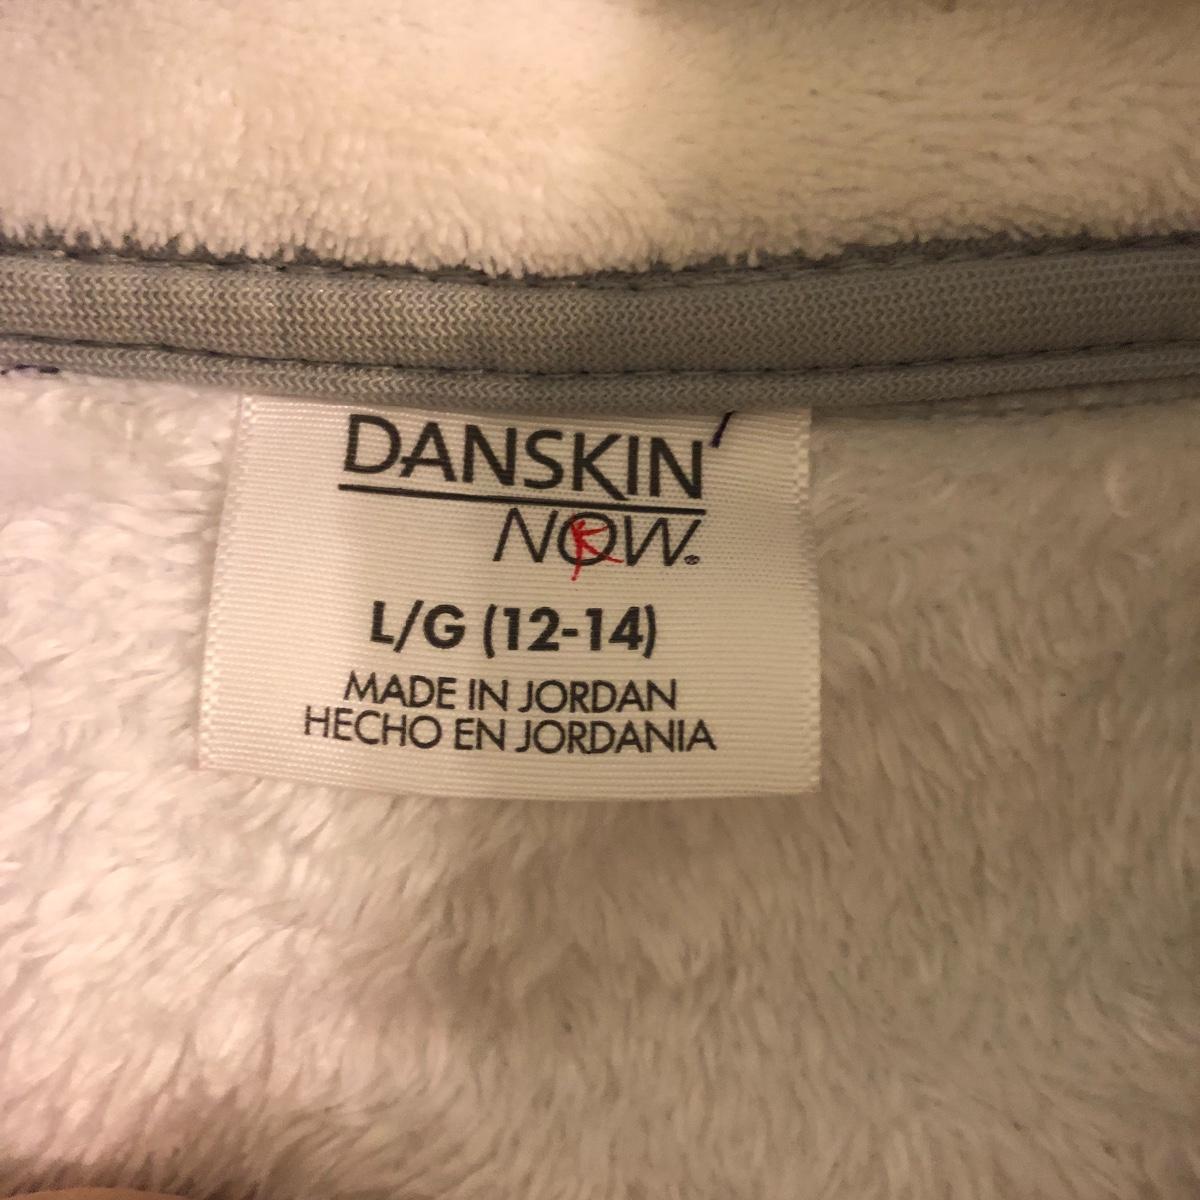 DANSKIN
NOW®
L/G (12-14)
MADE IN JORDAN
HECHO EN JORDANIA